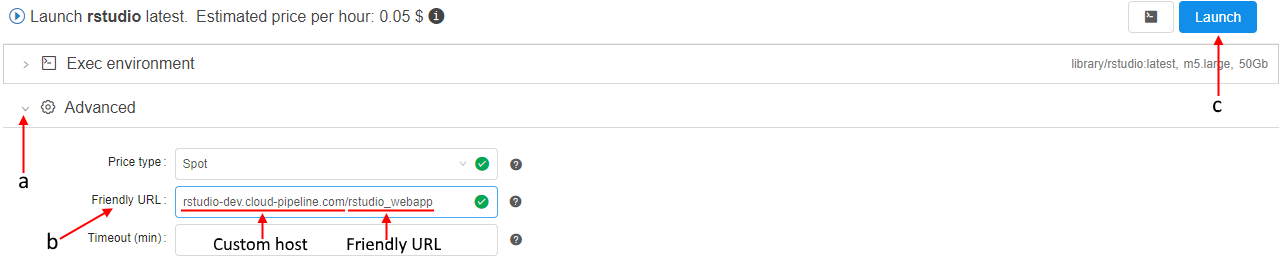 Launch rstudio latest. Estimated price per hour: 0.05 $
Launch
Exec environment
library/rstudio:latest, m5.large, 50Gb
c
Advanced
Price type:
Spot
a
Friendly URL:
rstudio-dev.cloud-pipeline.com/rstudio_webapp
b
Timeout (min):
Custom host
Friendly URL